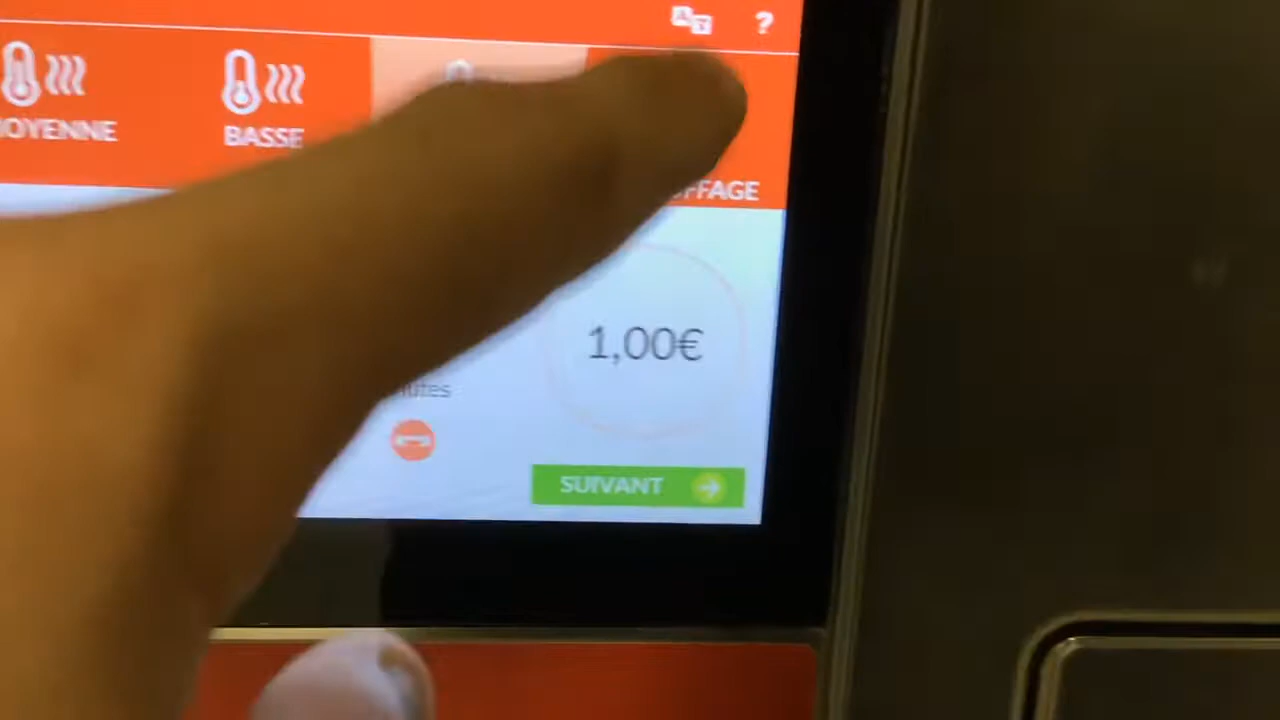 ?
OYENNE
BASSE
FFAGE
1,00€
utes
SUIVANT